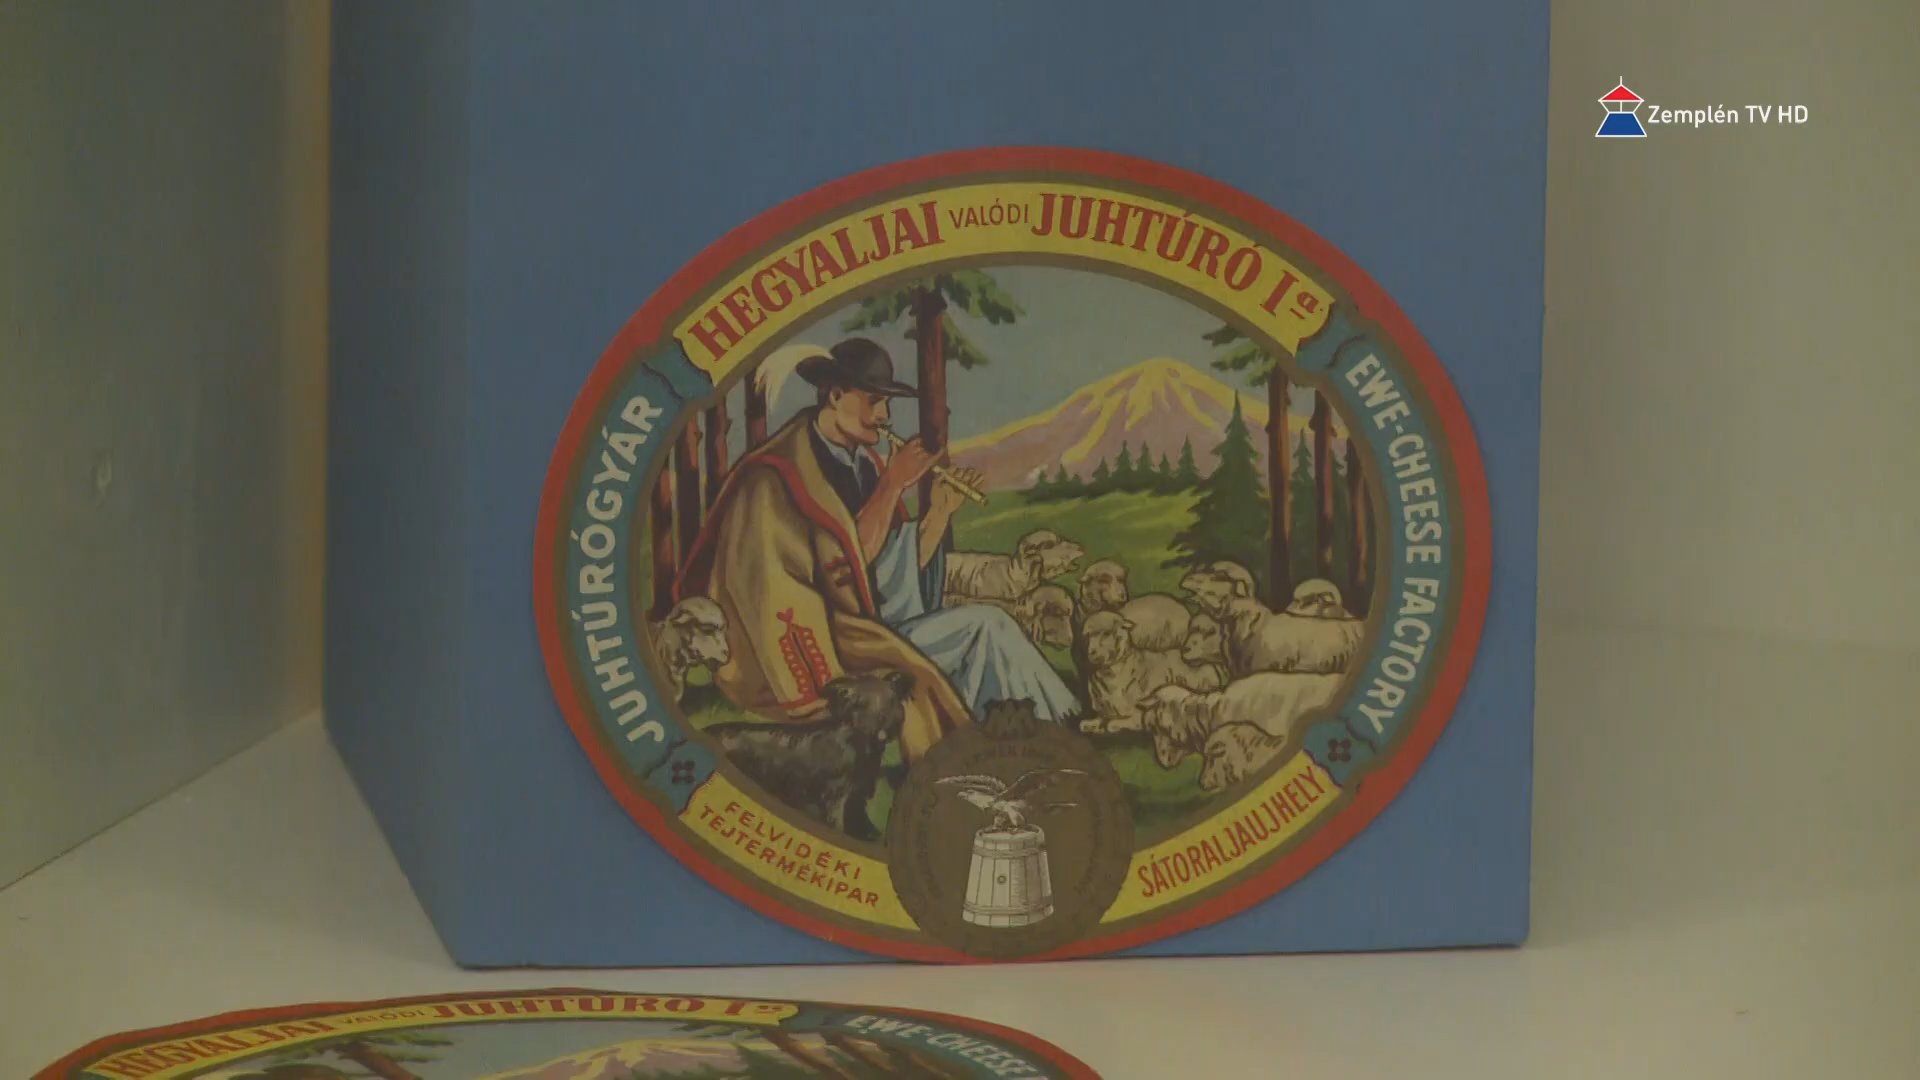 Zemplén TV HD
HEGYALJAI VALÓDI JUHTÚRÓ Iª
JUHTÚRÓGYÁR
EWE-CHEESE FACTORY
FELVIDÉKI
TEJTERMÉKIPAR
SÁTORALJAUJHELY
HEGYALJAI VALÓDI JUHTÚRÓ Iª
EWE-CHEESE